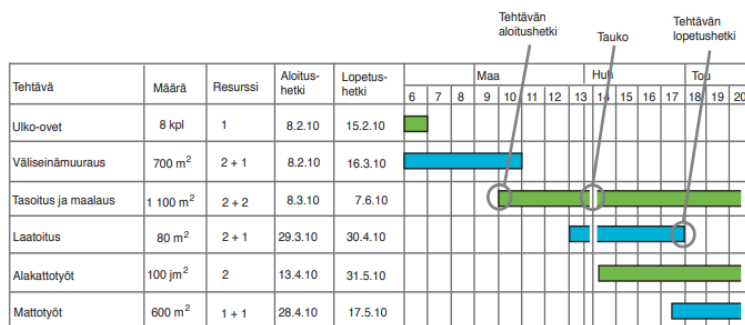 Tehtävän
aloitushetki
Tauko
Tehtävän
lopetushetki
Tehtävä Määrä Resurssi Aloitus-
hetki Lopetus-
hetki Maa Huh Tou
6 7 8 9 10 11 12 13 14 15 16 17 18 19 20
Ulko-ovet 8 kpl 1 8.2.10 15.2.10
Väliseinämuuraus 700 m² 2 + 1 8.2.10 16.3.10
Tasoitus ja maalaus 1 100 m² 2 + 2 8.3.10 7.6.10
Laatoitus 80 m² 2 + 1 29.3.10 30.4.10
Alakattotyöt 100 jm² 2 13.4.10 31.5.10
Mattotyöt 600 m² 1 + 1 28.4.10 17.5.10